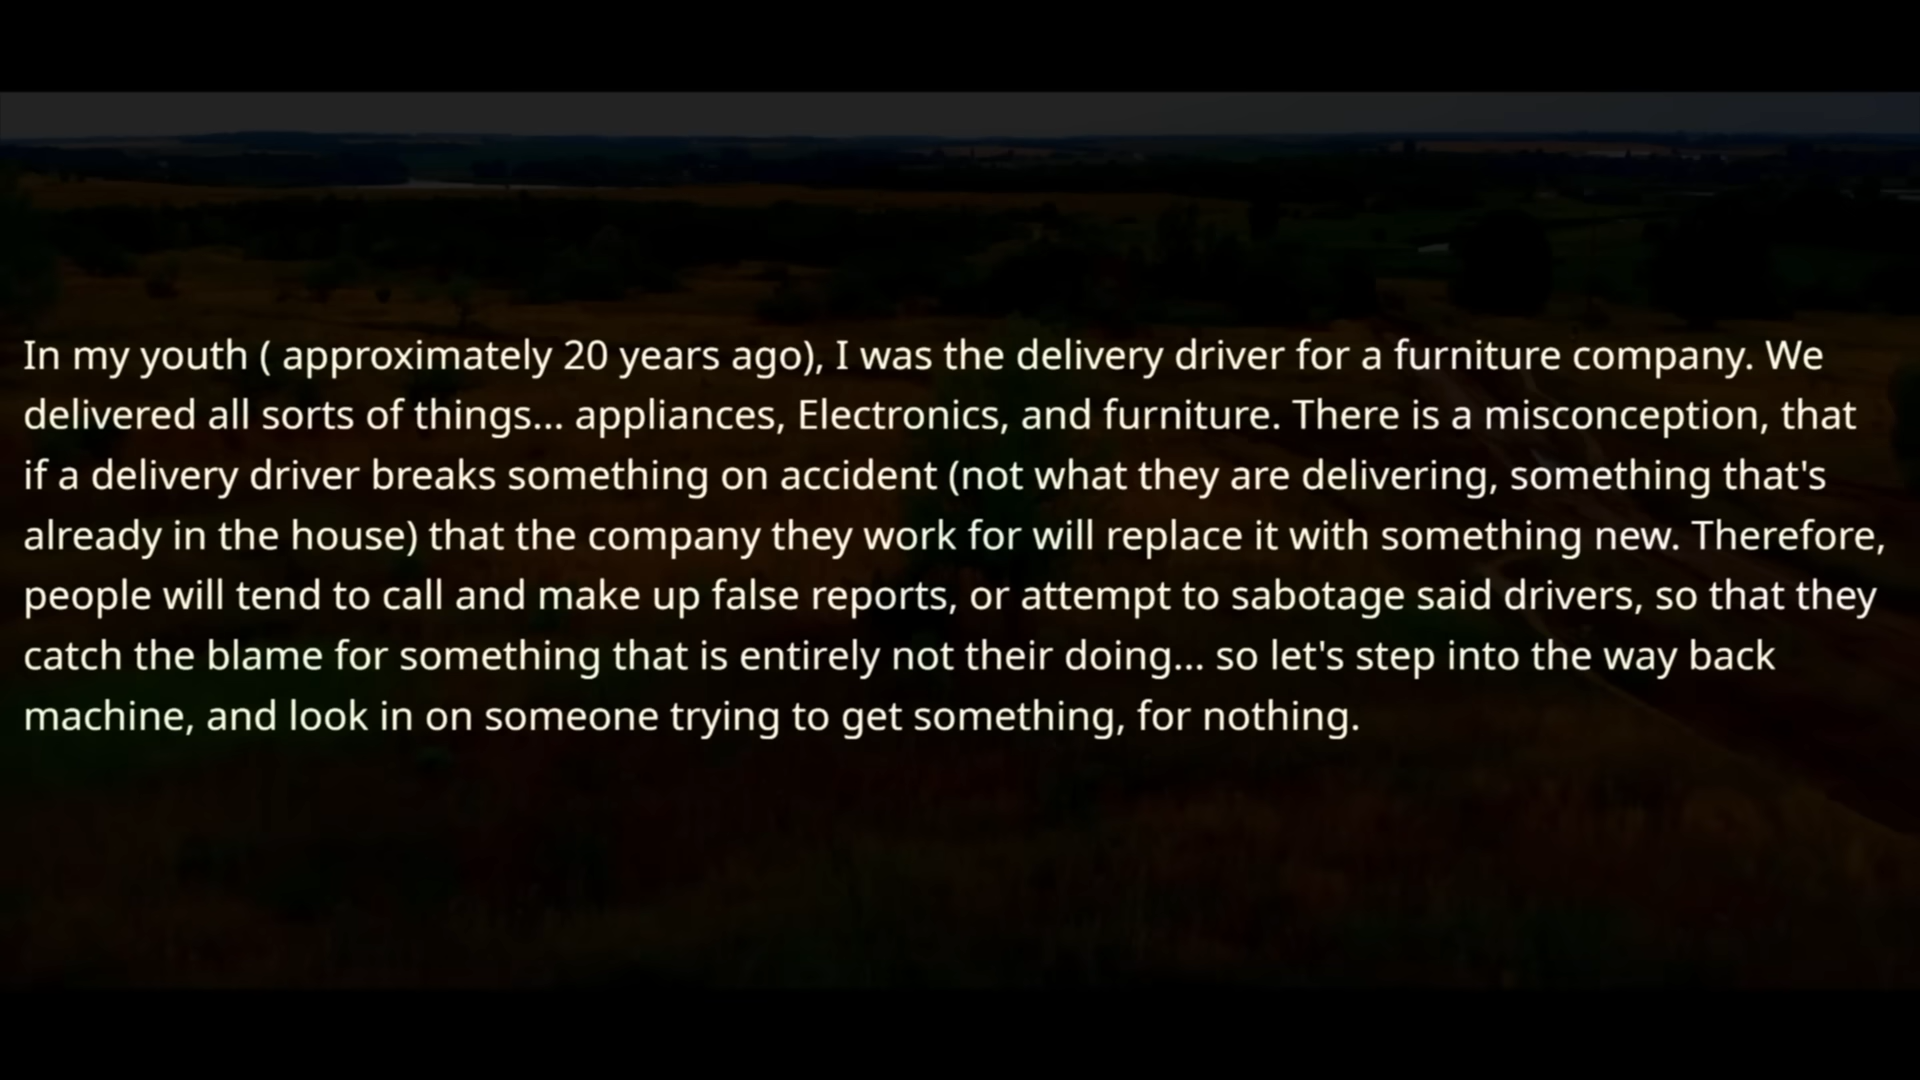 In my youth ( approximately 20 years ago), I was the delivery driver for a furniture company. We
delivered all sorts of things... appliances, Electronics, and furniture. There is a misconception, that
if a delivery driver breaks something on accident (not what they are delivering, something that's
already in the house) that the company they work for will replace it with something new. Therefore,
people will tend to call and make up false reports, or attempt to sabotage said drivers, so that they
catch the blame for something that is entirely not their doing... so let's step into the way back
machine, and look in on someone trying to get something, for nothing.